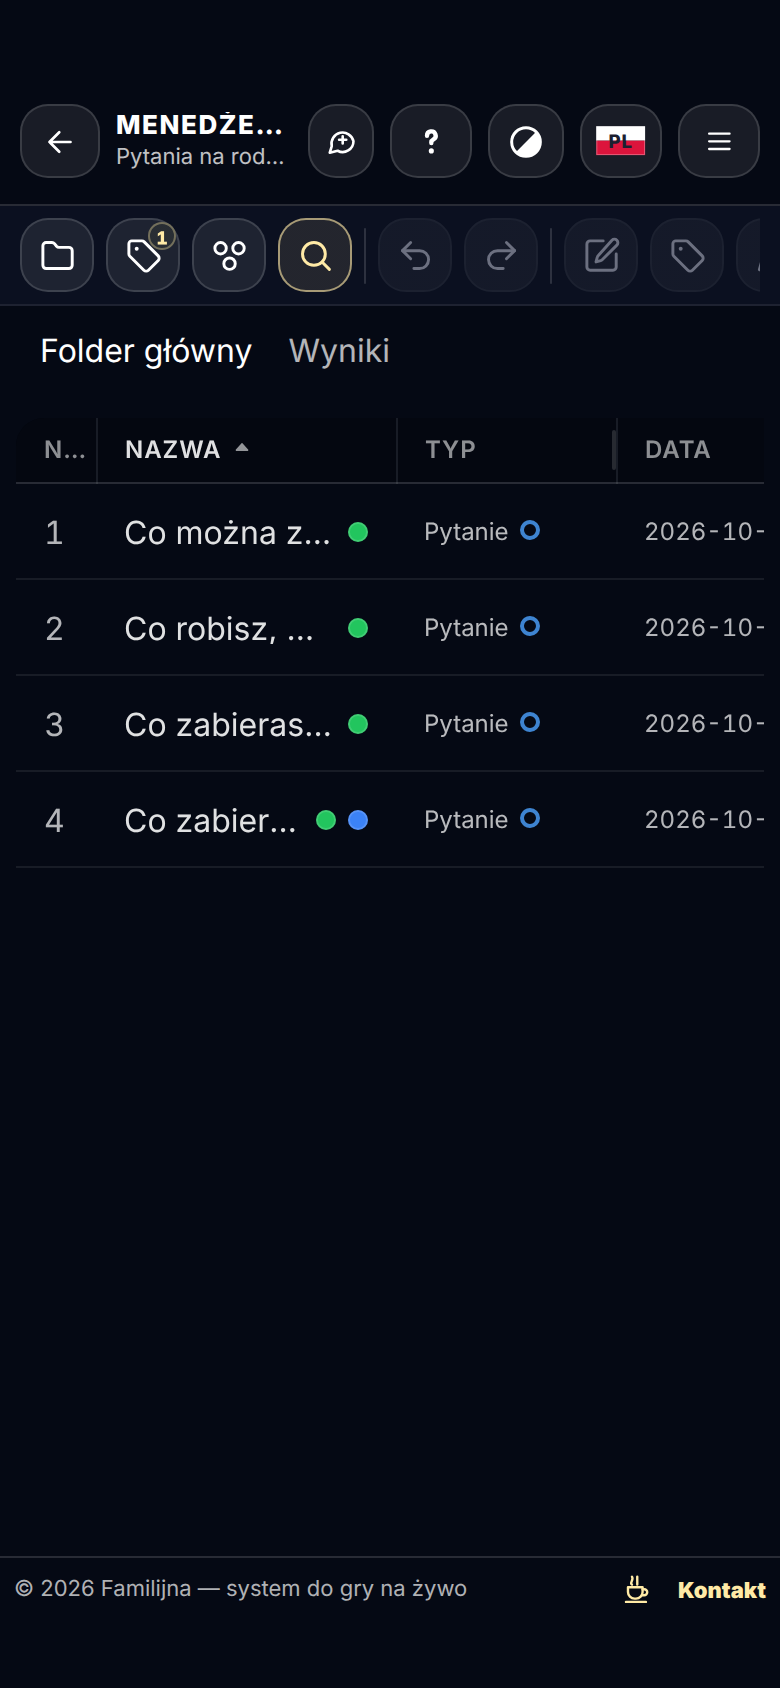 MENEDŻE...
Pytania na rod...
?
PL
1
Folder główny Wyniki
N... NAZWA TYP DATA
1 Co można z... Pytanie 2026-10-
2 Co robisz, ... Pytanie 2026-10-
3 Co zabieras... Pytanie 2026-10-
4 Co zabier... Pytanie 2026-10-
© 2026 Familijna — system do gry na żywo Kontakt